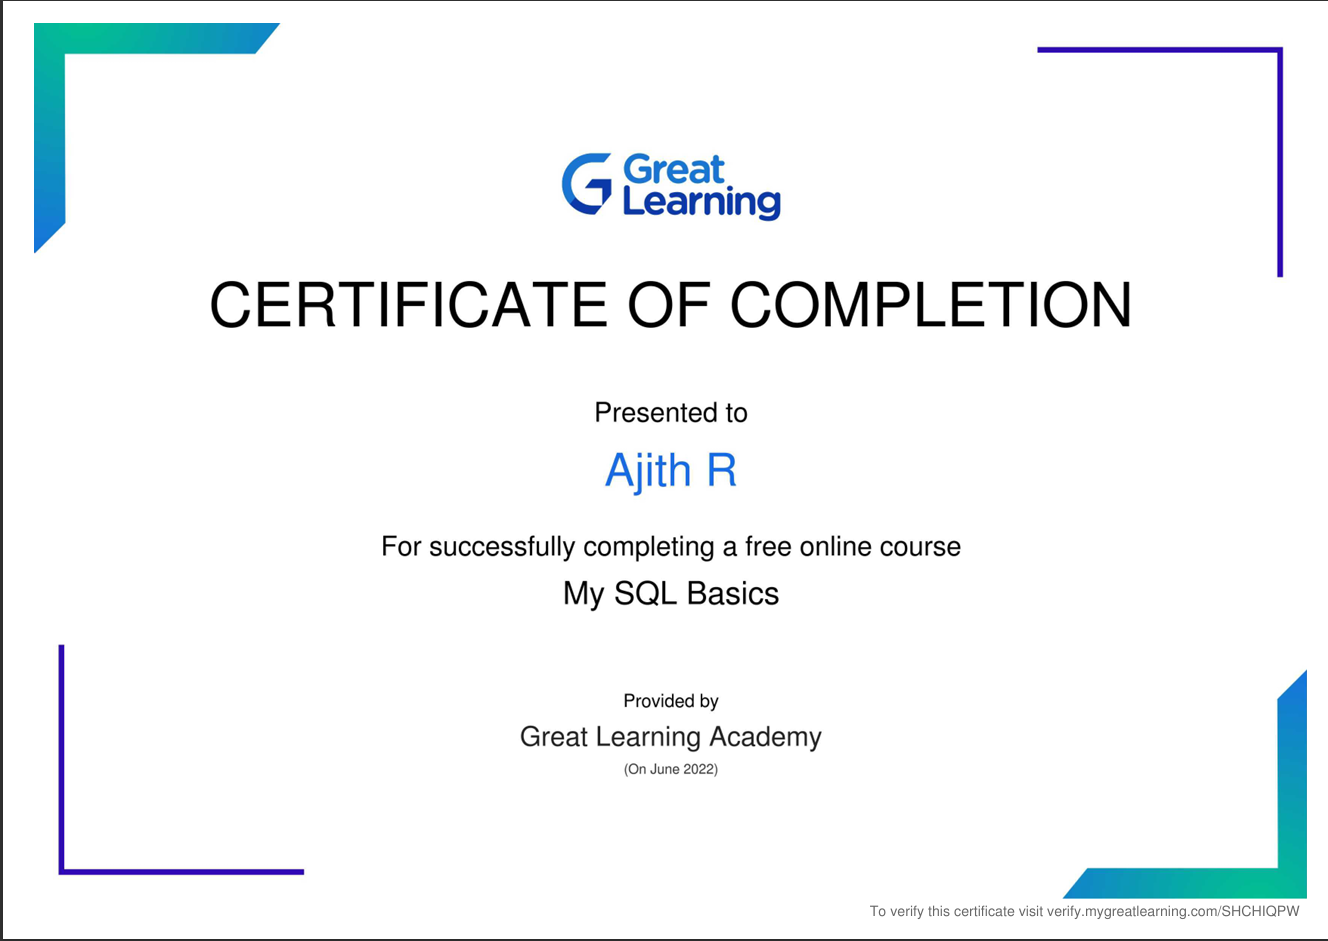 Great
Learning
CERTIFICATE OF COMPLETION
Presented to
Ajith R
For successfully completing a free online course
My SQL Basics
Provided by
Great Learning Academy
(On June 2022)
To verify this certificate visit verify.mygreatlearning.com/SHCHIQPW